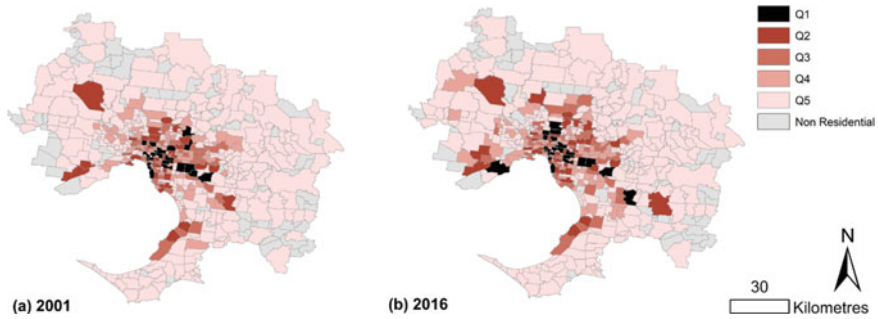 Q1
Q2
Q3
Q4
Q5
Non Residential
N
30
Kilometres
(a) 2001
(b) 2016